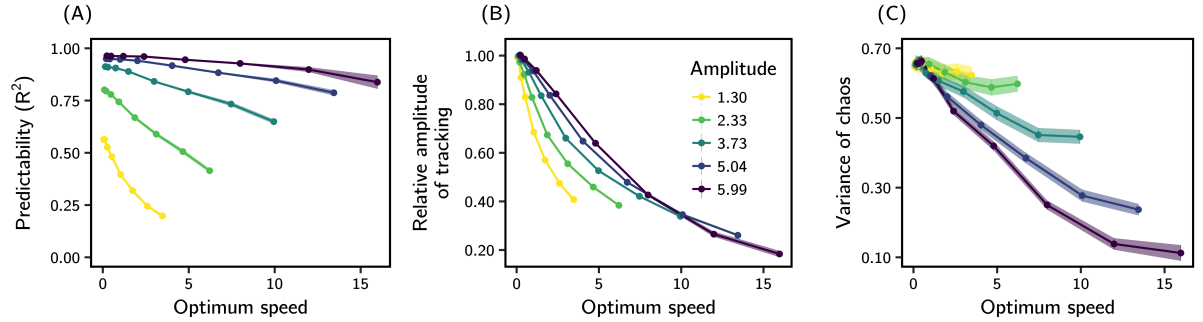 (A)
Predictability (R²)
1.00
0.75
0.50
0.25
0.00
0
5
10
15
Optimum speed
(B)
Relative amplitude
of tracking
1.00
0.80
0.60
0.40
0.20
0
5
10
15
Optimum speed
Amplitude
1.30
2.33
3.73
5.04
5.99
(C)
Variance of chaos
0.70
0.50
0.30
0.10
0
5
10
15
Optimum speed